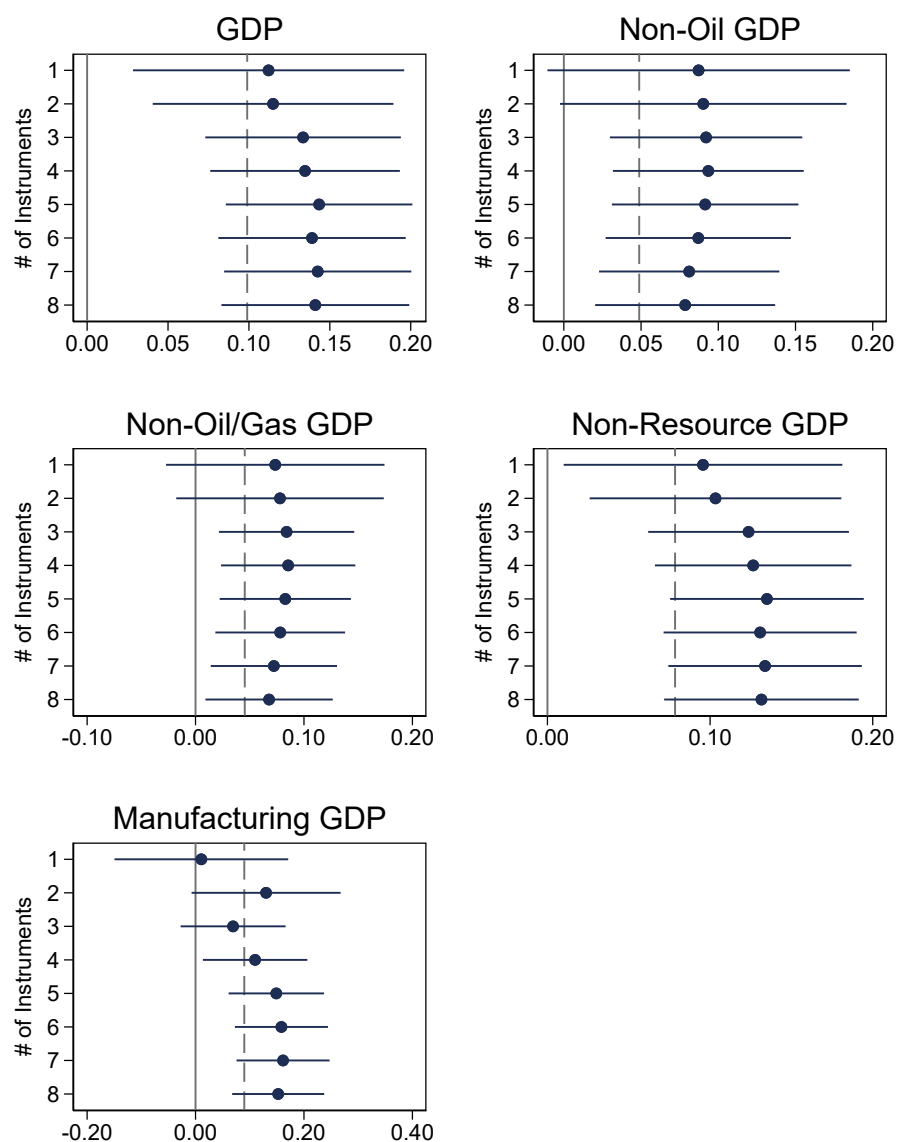 GDP
# of Instruments
1
2
3
4
5
6
7
8
0.00 0.05 0.10 0.15 0.20
Non-Oil GDP
# of Instruments
1
2
3
4
5
6
7
8
0.00 0.05 0.10 0.15 0.20
Non-Oil/Gas GDP
# of Instruments
1
2
3
4
5
6
7
8
-0.10 0.00 0.10 0.20
Non-Resource GDP
# of Instruments
1
2
3
4
5
6
7
8
0.00 0.10 0.20
Manufacturing GDP
# of Instruments
1
2
3
4
5
6
7
8
-0.20 0.00 0.20 0.40